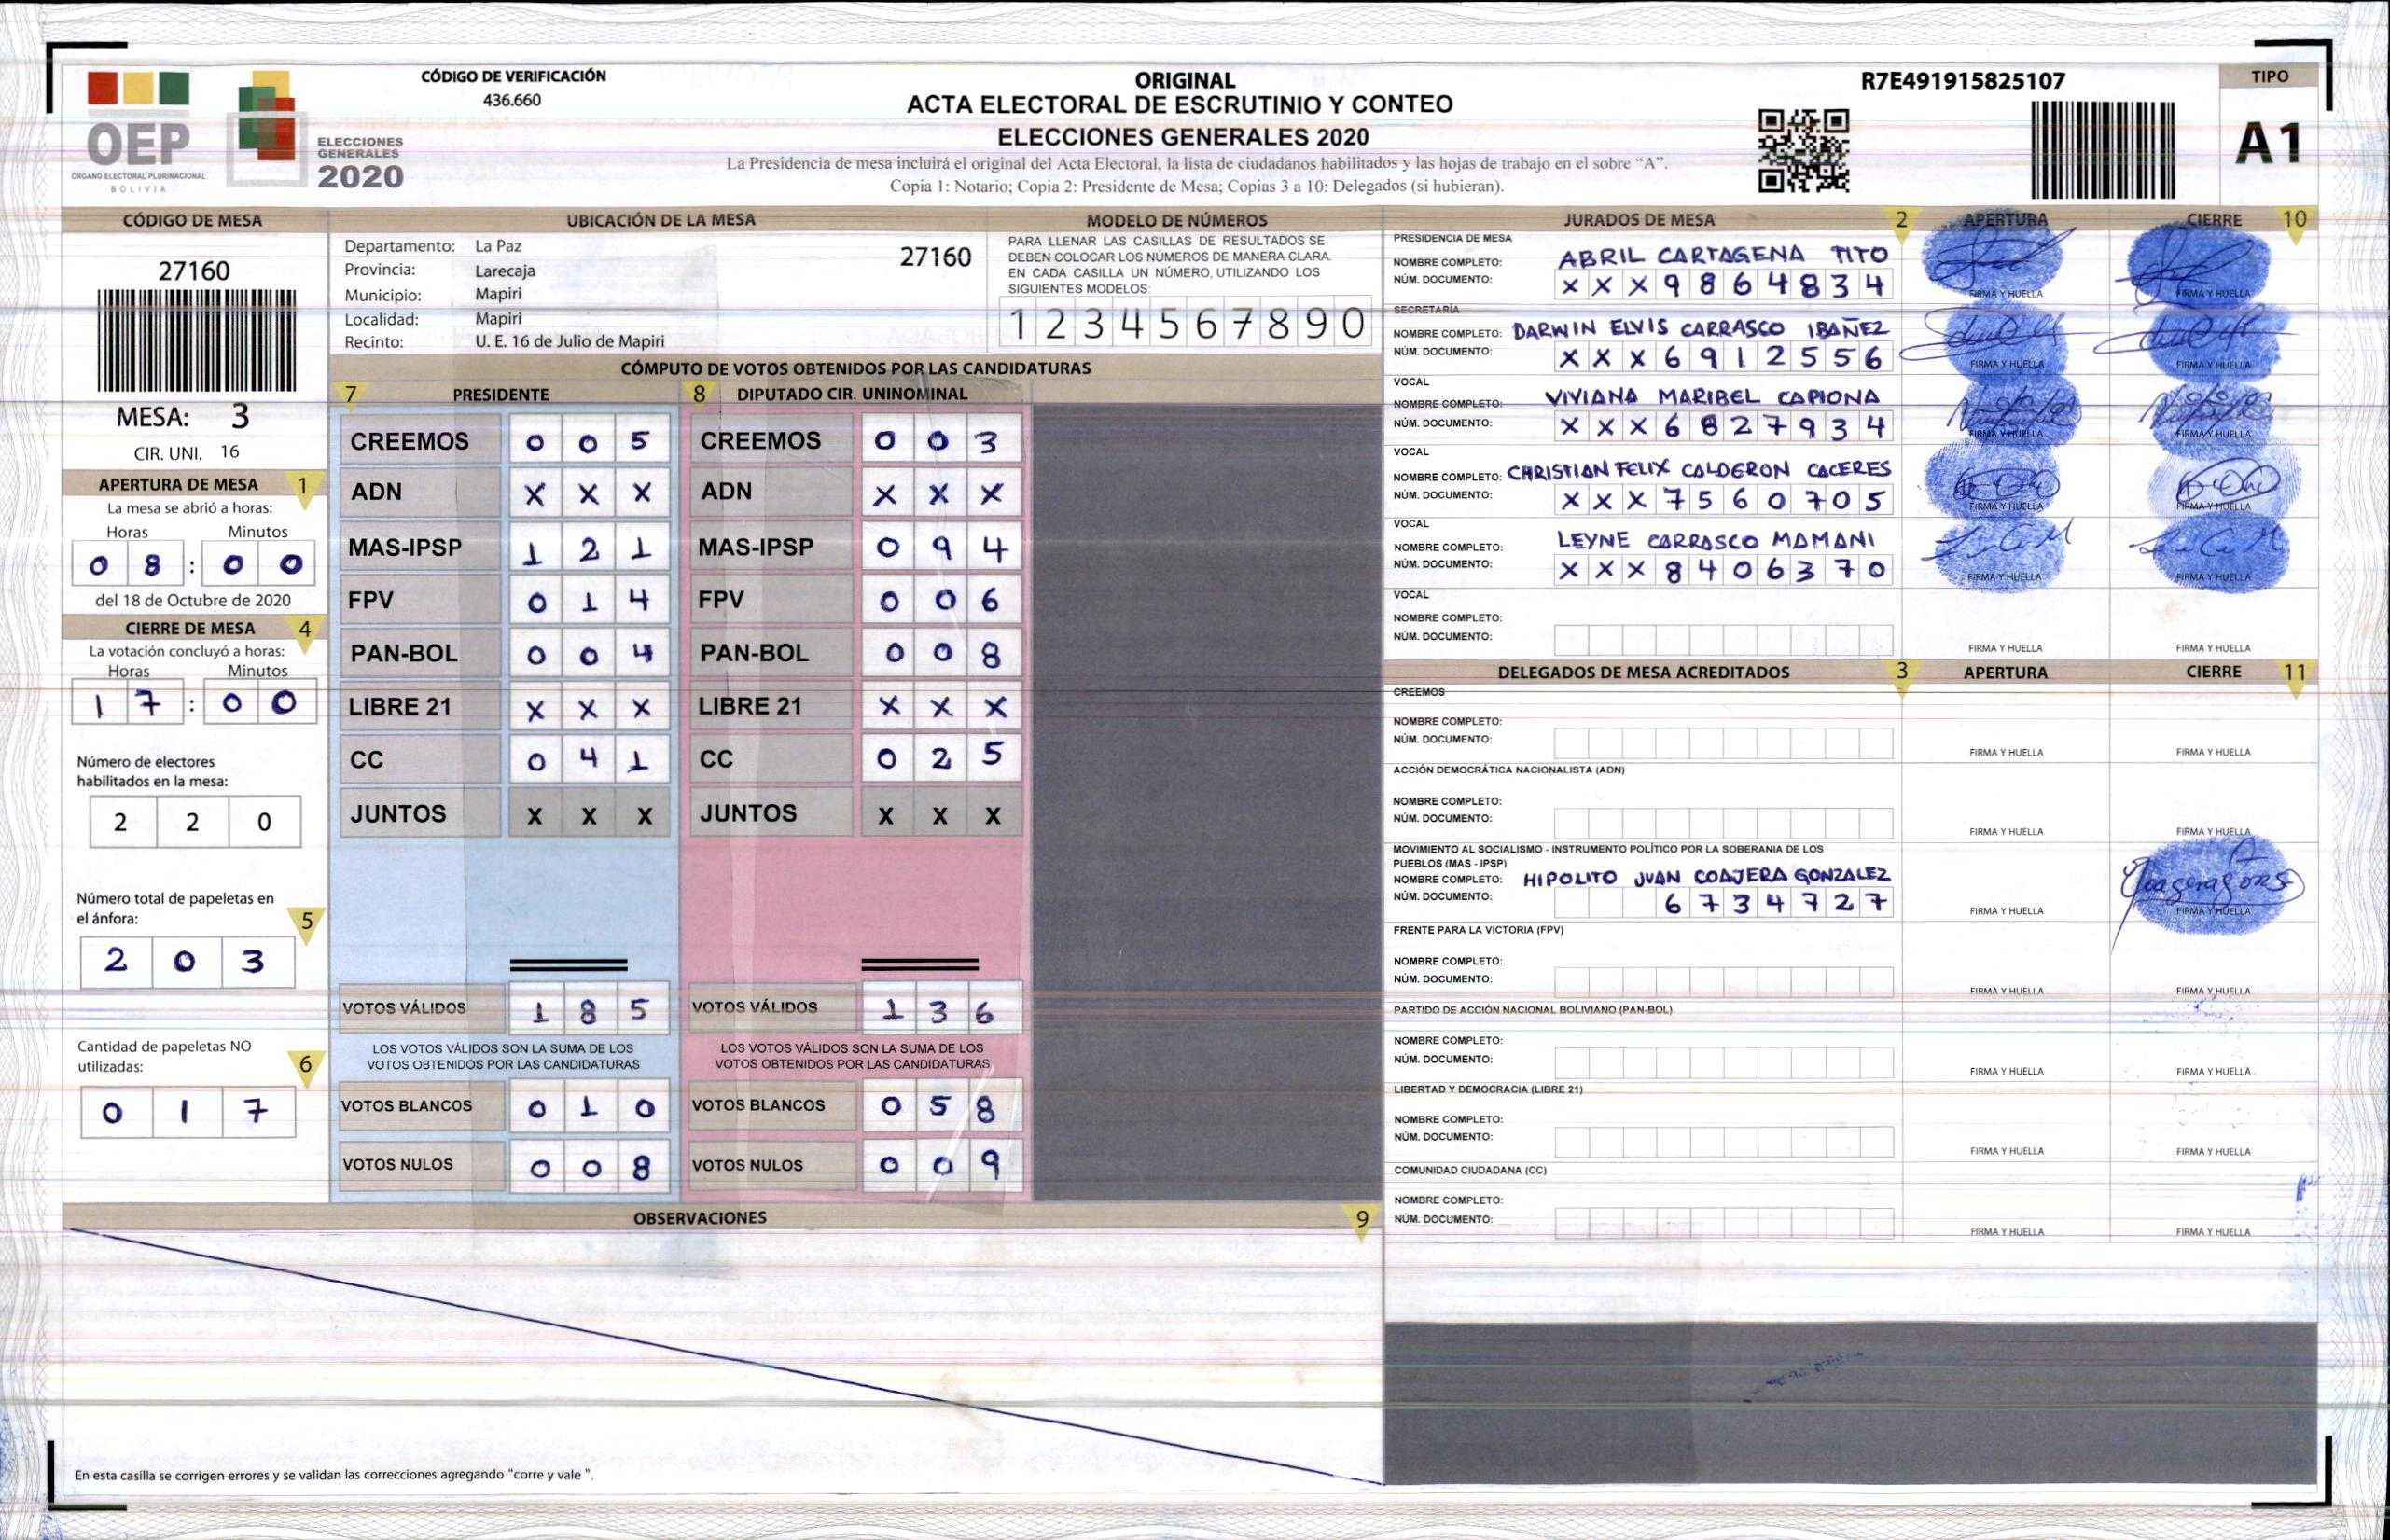 CÓDIGO DE VERIFICACIÓN
436.660
ORIGINAL
ACTA ELECTORAL DE ESCRUTINIO Y CONTEO
ELECCIONES GENERALES 2020
La Presidencia de mesa incluirá el original del Acta Electoral, la lista de ciudadanos habilitados y las hojas de trabajo en el sobre “A”.
Copia 1: Notario; Copia 2: Presidente de Mesa; Copias 3 a 10: Delegados (si hubieran).
R7E491915825107
TIPO
A1
OEP
ÓRGANO ELECTORAL PLURINACIONAL
BOLIVIA
ELECCIONES
GENERALES
2020
CÓDIGO DE MESA
27160
MESA: 3
CIR. UNI. 16
APERTURA DE MESA 1
La mesa se abrió a horas:
Horas Minutos
0 8 : 0 0
del 18 de Octubre de 2020
CIERRE DE MESA 4
La votación concluyó a horas:
Horas Minutos
1 7 : 0 0
Número de electores
habilitados en la mesa:
2 2 0
Número total de papeletas en
el ánfora: 5
2 0 3
Cantidad de papeletas NO
utilizadas: 6
0 1 7
UBICACIÓN DE LA MESA
Departamento: La Paz 27160
Provincia: Larecaja
Municipio: Mapiri
Localidad: Mapiri
Recinto: U. E. 16 de Julio de Mapiri
MODELO DE NÚMEROS
PARA LLENAR LAS CASILLAS DE RESULTADOS SE
DEBEN COLOCAR LOS NÚMEROS DE MANERA CLARA.
EN CADA CASILLA UN NÚMERO, UTILIZANDO LOS
SIGUIENTES MODELOS:
1 2 3 4 5 6 7 8 9 0
CÓMPUTO DE VOTOS OBTENIDOS POR LAS CANDIDATURAS
7 PRESIDENTE 8 DIPUTADO CIR. UNINOMINAL
CREEMOS 0 0 5 CREEMOS 0 0 3
ADN X X X ADN X X X
MAS-IPSP 1 2 1 MAS-IPSP 0 9 4
FPV 0 1 4 FPV 0 0 6
PAN-BOL 0 0 4 PAN-BOL 0 0 8
LIBRE 21 X X X LIBRE 21 X X X
CC 0 4 1 CC 0 2 5
JUNTOS X X X JUNTOS X X X
VOTOS VÁLIDOS 1 8 5 VOTOS VÁLIDOS 1 3 6
LOS VOTOS VÁLIDOS SON LA SUMA DE LOS LOS VOTOS VÁLIDOS SON LA SUMA DE LOS
VOTOS OBTENIDOS POR LAS CANDIDATURAS VOTOS OBTENIDOS POR LAS CANDIDATURAS
VOTOS BLANCOS 0 1 0 VOTOS BLANCOS 0 5 8
VOTOS NULOS 0 0 8 VOTOS NULOS 0 0 9
OBSERVACIONES 9
En esta casilla se corrigen errores y se validan las correcciones agregando “corre y vale ”.
JURADOS DE MESA 2 APERTURA CIERRE 10
PRESIDENCIA DE MESA
NOMBRE COMPLETO: ABRIL CARTAGENA TITO
NÚM. DOCUMENTO: X X X 9 8 6 4 8 3 4 FIRMA Y HUELLA FIRMA Y HUELLA
SECRETARÍA
NOMBRE COMPLETO: DARWIN ELVIS CARRASCO IBAÑEZ
NÚM. DOCUMENTO: X X X 6 9 1 2 5 5 6 FIRMA Y HUELLA FIRMA Y HUELLA
VOCAL
NOMBRE COMPLETO: VIVIANA MARIBEL CAPIONA
NÚM. DOCUMENTO: X X X 6 8 2 7 9 3 4 FIRMA Y HUELLA FIRMA Y HUELLA
VOCAL
NOMBRE COMPLETO: CHRISTIAN FELIX CALDERON CACERES
NÚM. DOCUMENTO: X X X 7 5 6 0 7 0 5 FIRMA Y HUELLA FIRMA Y HUELLA
VOCAL
NOMBRE COMPLETO: LEYNE CARRASCO MAMANI
NÚM. DOCUMENTO: X X X 8 4 0 6 3 7 0 FIRMA Y HUELLA FIRMA Y HUELLA
VOCAL
NOMBRE COMPLETO:
NÚM. DOCUMENTO: FIRMA Y HUELLA FIRMA Y HUELLA
DELEGADOS DE MESA ACREDITADOS 3 APERTURA CIERRE 11
CREEMOS
NOMBRE COMPLETO:
NÚM. DOCUMENTO: FIRMA Y HUELLA FIRMA Y HUELLA
ACCIÓN DEMOCRÁTICA NACIONALISTA (ADN)
NOMBRE COMPLETO:
NÚM. DOCUMENTO: FIRMA Y HUELLA FIRMA Y HUELLA
MOVIMIENTO AL SOCIALISMO - INSTRUMENTO POLÍTICO POR LA SOBERANIA DE LOS
PUEBLOS (MAS - IPSP)
NOMBRE COMPLETO: HIPOLITO JUAN COAJERA GONZALEZ
NÚM. DOCUMENTO: 6 7 3 4 7 2 7 FIRMA Y HUELLA FIRMA Y HUELLA
FRENTE PARA LA VICTORIA (FPV)
NOMBRE COMPLETO:
NÚM. DOCUMENTO: FIRMA Y HUELLA FIRMA Y HUELLA
PARTIDO DE ACCIÓN NACIONAL BOLIVIANO (PAN-BOL)
NOMBRE COMPLETO:
NÚM. DOCUMENTO: FIRMA Y HUELLA FIRMA Y HUELLA
LIBERTAD Y DEMOCRACIA (LIBRE 21)
NOMBRE COMPLETO:
NÚM. DOCUMENTO: FIRMA Y HUELLA FIRMA Y HUELLA
COMUNIDAD CIUDADANA (CC)
NOMBRE COMPLETO:
NÚM. DOCUMENTO: FIRMA Y HUELLA FIRMA Y HUELLA